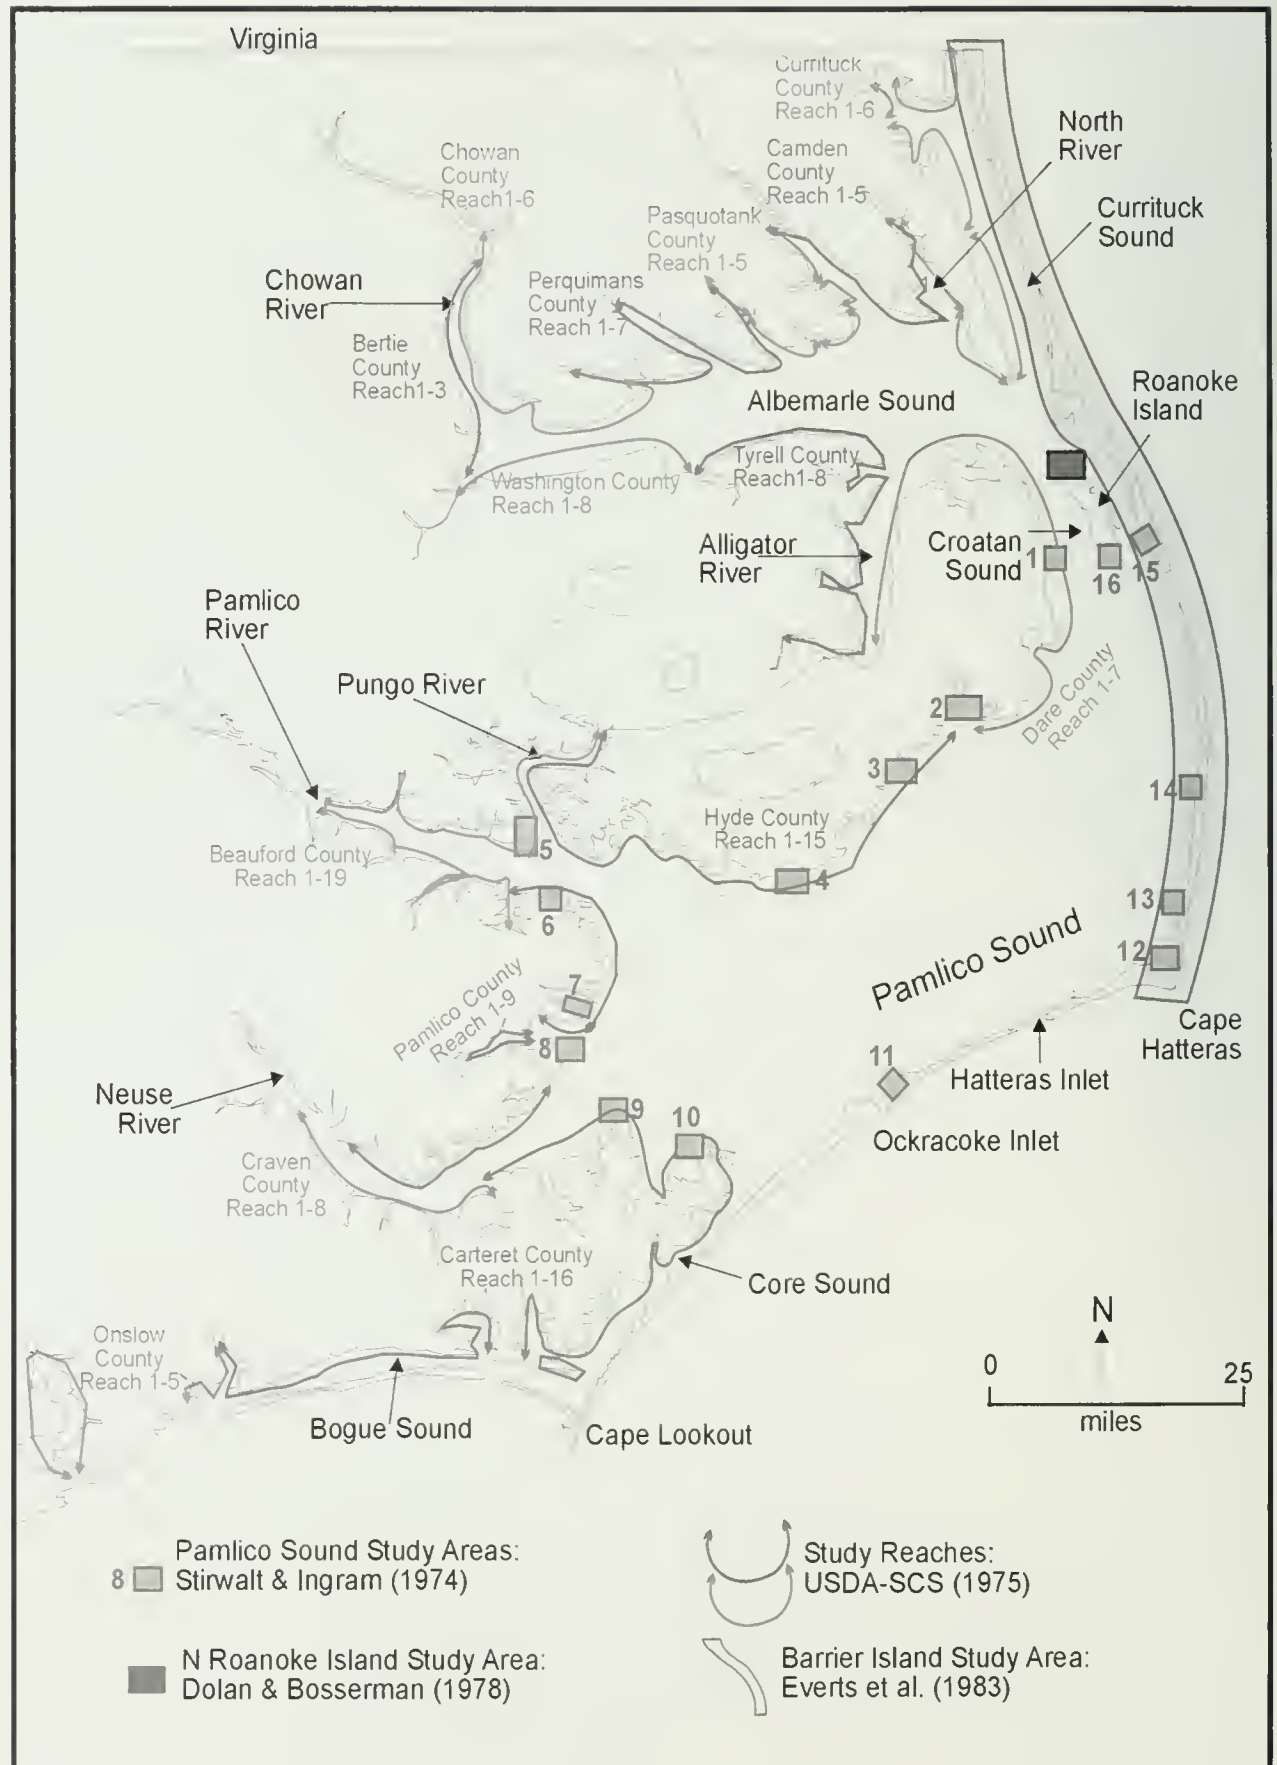 Virginia
Currituck
County
Reach 1-6
North
River
Camden
County
Reach 1-5
Chowan
County
Reach1-6
Pasquotank
County
Reach 1-5
Currituck
Sound
Chowan
River
Perquimans
County
Reach 1-7
Bertie
County
Reach1-3
Albemarle Sound
Roanoke
Island
Tyrell County
Reach1-8
Washington County
Reach 1-8
Alligator
River
Croatan
Sound
1
16
15
Pamlico
River
Pungo River
2
Dare County
Reach 1-7
3
14
Hyde County
Reach 1-15
5
Beauford County
Reach 1-19
4
6
13
12
Pamlico Sound
Pamlico County
Reach 1-9
7
8
Cape
Hatteras
11
Hatteras Inlet
Neuse
River
9
10
Ockracoke Inlet
Craven
County
Reach 1-8
Carteret County
Reach 1-16
Core Sound
N
Onslow
County
Reach 1-5
0
25
miles
Bogue Sound
Cape Lookout
8
Pamlico Sound Study Areas:
Stirwalt & Ingram (1974)
Study Reaches:
USDA-SCS (1975)
N Roanoke Island Study Area:
Dolan & Bosserman (1978)
Barrier Island Study Area:
Everts et al. (1983)